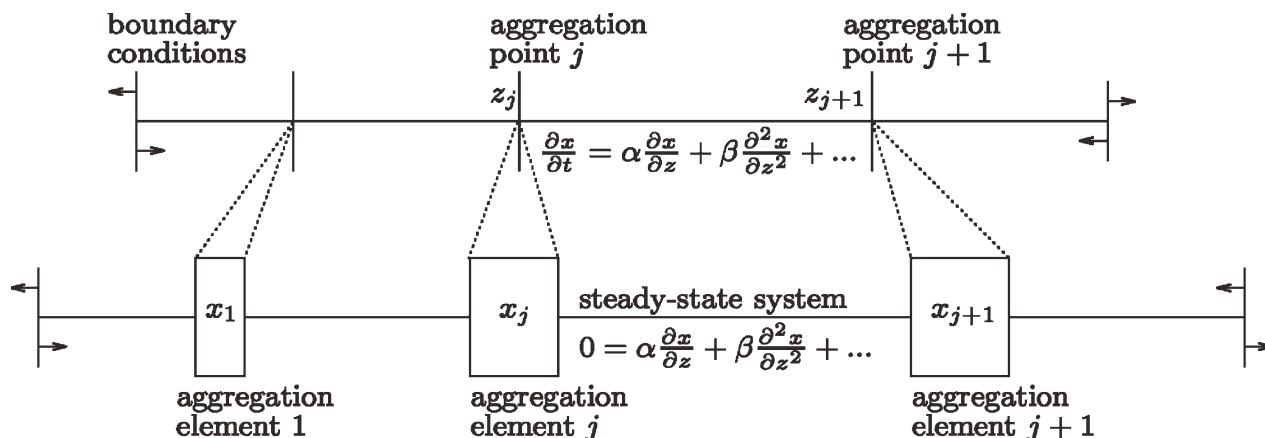 boundary
conditions
aggregation
point j
aggregation
point j + 1
z_j
z_{j+1}
∂x/∂t = α ∂x/∂z + β ∂²x/∂z² + ...
x_1
x_j
steady-state system
x_{j+1}
0 = α ∂x/∂z + β ∂²x/∂z² + ...
aggregation
element 1
aggregation
element j
aggregation
element j + 1